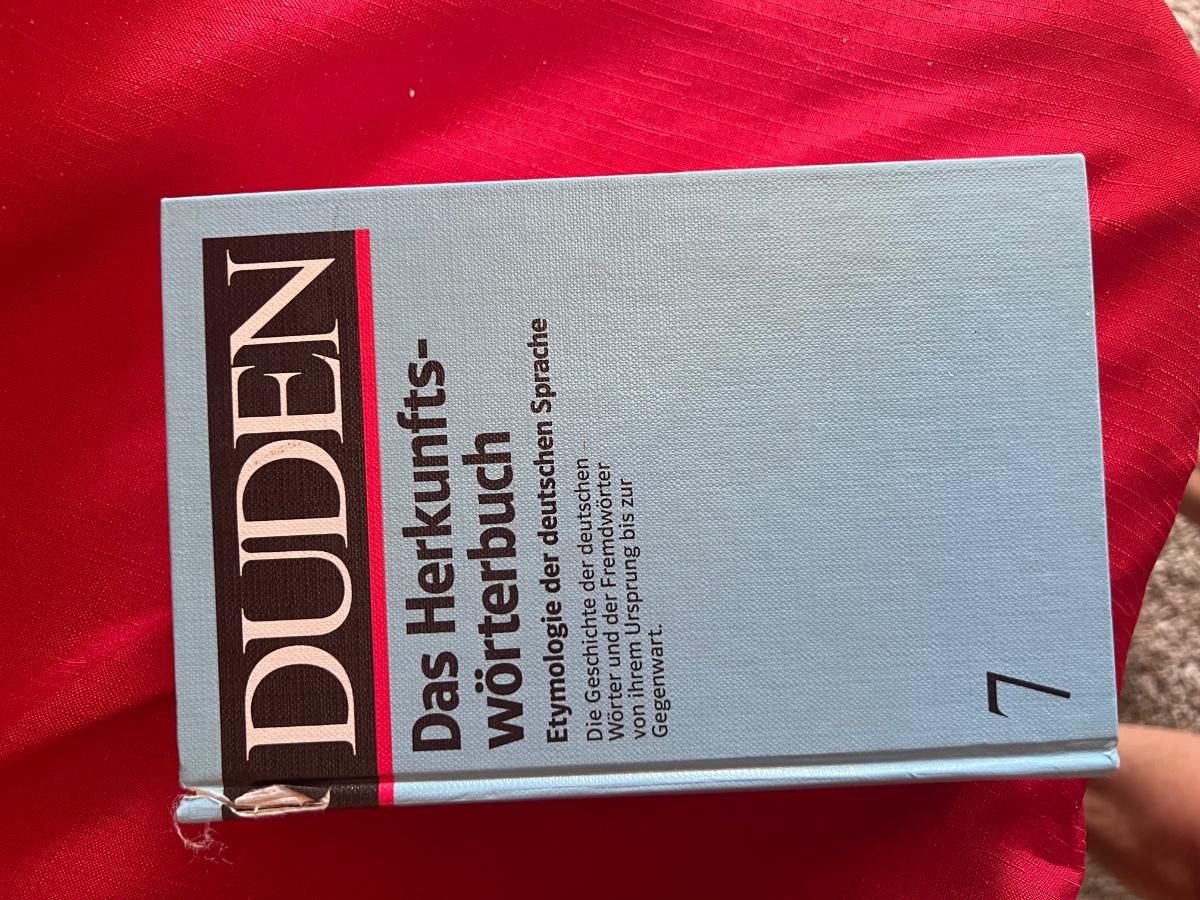 DUDEN
Das Herkunfts-
wörterbuch
Etymologie der deutschen Sprache
Die Geschichte der deutschen
Wörter und der Fremdwörter
von ihrem Ursprung bis zur
Gegenwart.
7